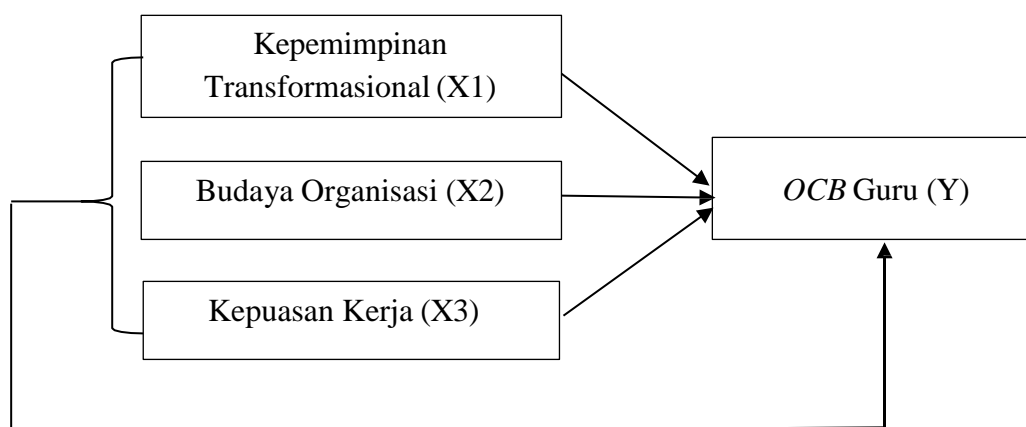 Kepemimpinan
Transformasional (X1)
Budaya Organisasi (X2)
OCB Guru (Y)
Kepuasan Kerja (X3)